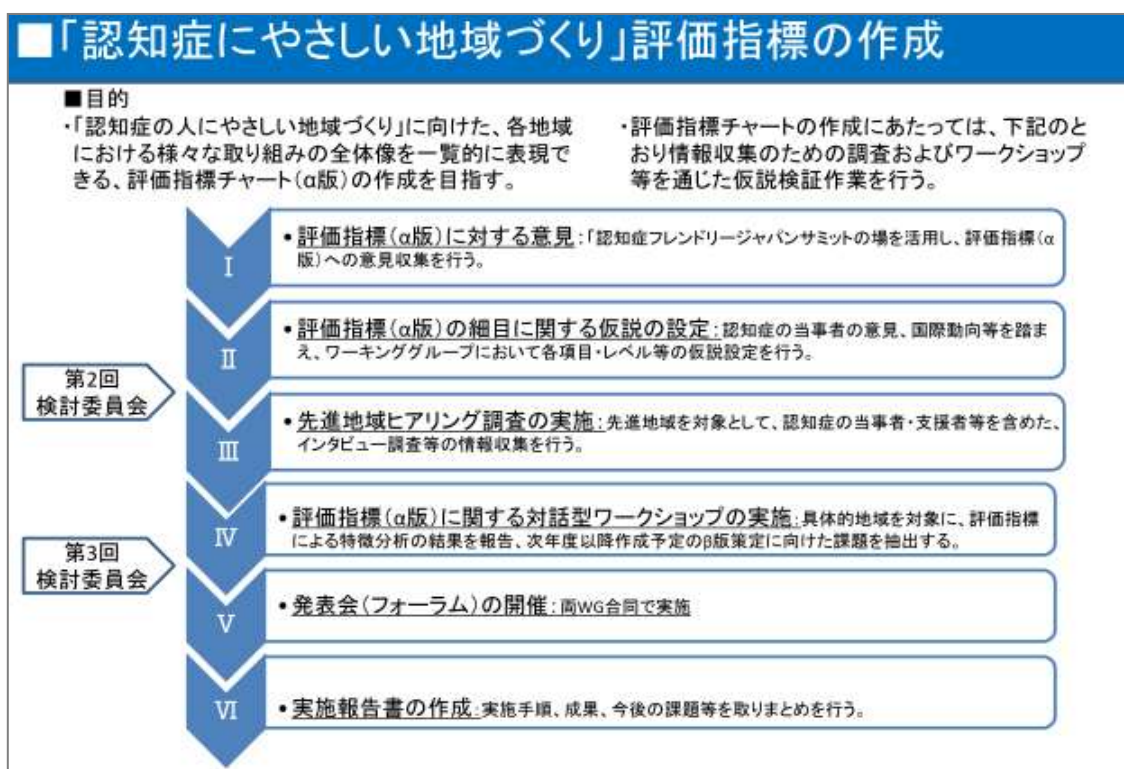 ■「認知症にやさしい地域づくり」評価指標の作成
■目的
・「認知症の人にやさしい地域づくり」に向けた、各地域
における様々な取り組みの全体像を一覧的に表現で
きる、評価指標チャート(α版)の作成を目指す。
・評価指標チャートの作成にあたっては、下記のと
おり情報収集のための調査およびワークショップ
等を通じた仮説検証作業を行う。
Ⅰ
•評価指標(α版)に対する意見:「認知症フレンドリージャパンサミットの場を活用し、評価指標(α
版)への意見収集を行う。
Ⅱ
•評価指標(α版)の細目に関する仮説の設定:認知症の当事者の意見、国際動向等を踏ま
え、ワーキンググループにおいて各項目・レベル等の仮説設定を行う。
第2回
検討委員会
Ⅲ
•先進地域ヒアリング調査の実施:先進地域を対象として、認知症の当事者・支援者等を含めた、
インタビュー調査等の情報収集を行う。
Ⅳ
•評価指標(α版)に関する対話型ワークショップの実施:具体的地域を対象に、評価指標
による特徴分析の結果を報告、次年度以降作成予定のβ版策定に向けた課題を抽出する。
第3回
検討委員会
Ⅴ
•発表会(フォーラム)の開催:両WG合同で実施
Ⅵ
•実施報告書の作成:実施手順、成果、今後の課題等を取りまとめを行う。